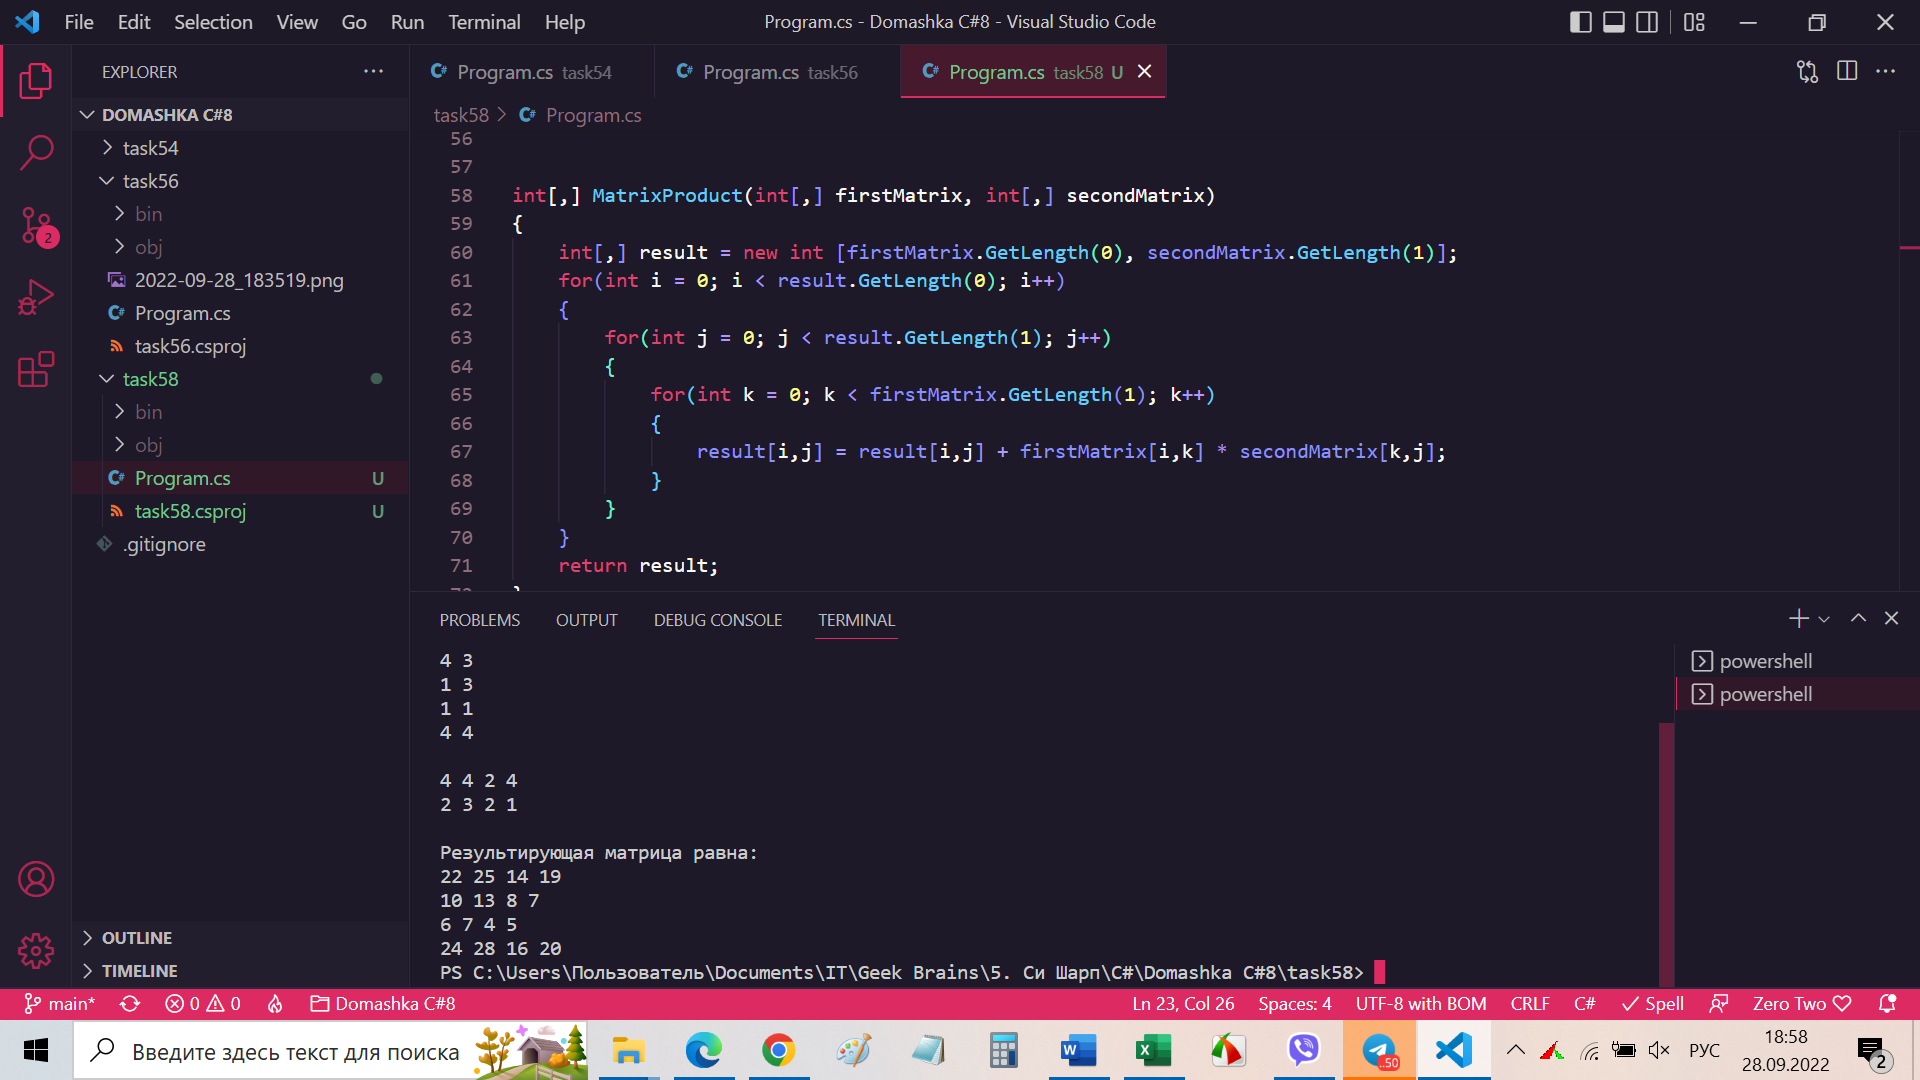 File Edit Selection View Go Run Terminal Help
Program.cs - Domashka C#8 - Visual Studio Code
EXPLORER
DOMASHKA C#8
task54
task56
bin
obj
2022-09-28_183519.png
Program.cs
task56.csproj
task58
bin
obj
Program.cs U
task58.csproj U
.gitignore
OUTLINE
TIMELINE
Program.cs task54
Program.cs task56
Program.cs task58 U
task58 > Program.cs
56
57
58 int[,] MatrixProduct(int[,] firstMatrix, int[,] secondMatrix)
59 {
60 int[,] result = new int [firstMatrix.GetLength(0), secondMatrix.GetLength(1)];
61 for(int i = 0; i < result.GetLength(0); i++)
62 {
63 for(int j = 0; j < result.GetLength(1); j++)
64 {
65 for(int k = 0; k < firstMatrix.GetLength(1); k++)
66 {
67 result[i,j] = result[i,j] + firstMatrix[i,k] * secondMatrix[k,j];
68 }
69 }
70 }
71 return result;
PROBLEMS OUTPUT DEBUG CONSOLE TERMINAL
4 3
1 3
1 1
4 4
4 4 2 4
2 3 2 1
Результирующая матрица равна:
22 25 14 19
10 13 8 7
6 7 4 5
24 28 16 20
PS C:\Users\Пользователь\Documents\IT\Geek Brains\5. Си Шарп\C#\Domashka C#8\task58>
powershell
powershell
main* 0 0 Domashka C#8
Ln 23, Col 26 Spaces: 4 UTF-8 with BOM CRLF C# Spell Zero Two
Введите здесь текст для поиска
..50
РУС
18:58
28.09.2022
2